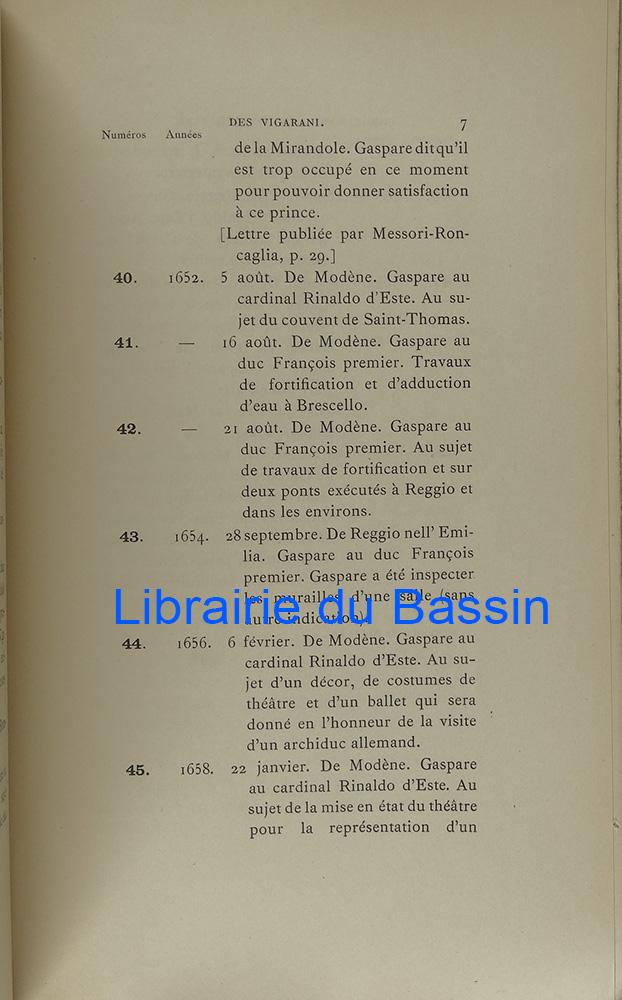 DES VIGARANI. 7
Numéros Années
de la Mirandole. Gaspare dit qu'il
est trop occupé en ce moment
pour pouvoir donner satisfaction
à ce prince.
[Lettre publiée par Messori-Ron-
caglia, p. 29.]
40. 1652. 5 août. De Modène. Gaspare au
cardinal Rinaldo d'Este. Au su-
jet du couvent de Saint-Thomas.
41. — 16 août. De Modène. Gaspare au
duc François premier. Travaux
de fortification et d'adduction
d'eau à Brescello.
42. — 21 août. De Modène. Gaspare au
duc François premier. Au sujet
de travaux de fortification et sur
deux ponts exécutés à Reggio et
dans les environs.
43. 1654. 28 septembre. De Reggio nell' Emi-
lia. Gaspare au duc François
premier. Gaspare a été inspecter
les murailles d'une salle (sans
autre indication).
Librairie du Bassin
44. 1656. 6 février. De Modène. Gaspare au
cardinal Rinaldo d'Este. Au su-
jet d'un décor, de costumes de
théâtre et d'un ballet qui sera
donné en l'honneur de la visite
d'un archiduc allemand.
45. 1658. 22 janvier. De Modène. Gaspare
au cardinal Rinaldo d'Este. Au
sujet de la mise en état du théâtre
pour la représentation d'un